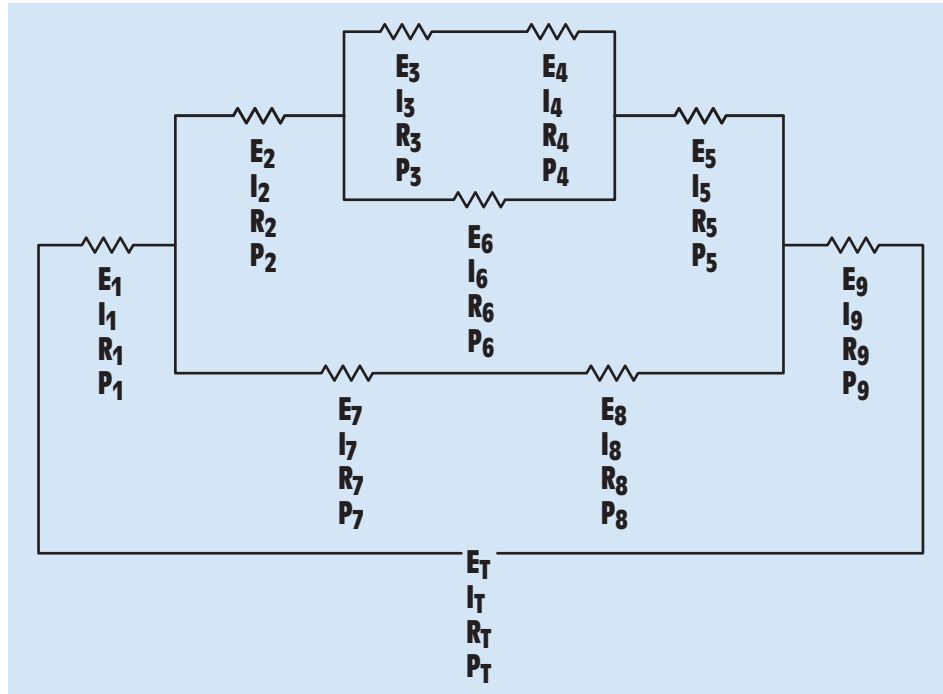 E3
I3
R3
P3
E4
I4
R4
P4
E2
I2
R2
P2
E5
I5
R5
P5
E6
I6
R6
P6
E1
I1
R1
P1
E9
I9
R9
P9
E7
I7
R7
P7
E8
I8
R8
P8
ET
IT
RT
PT